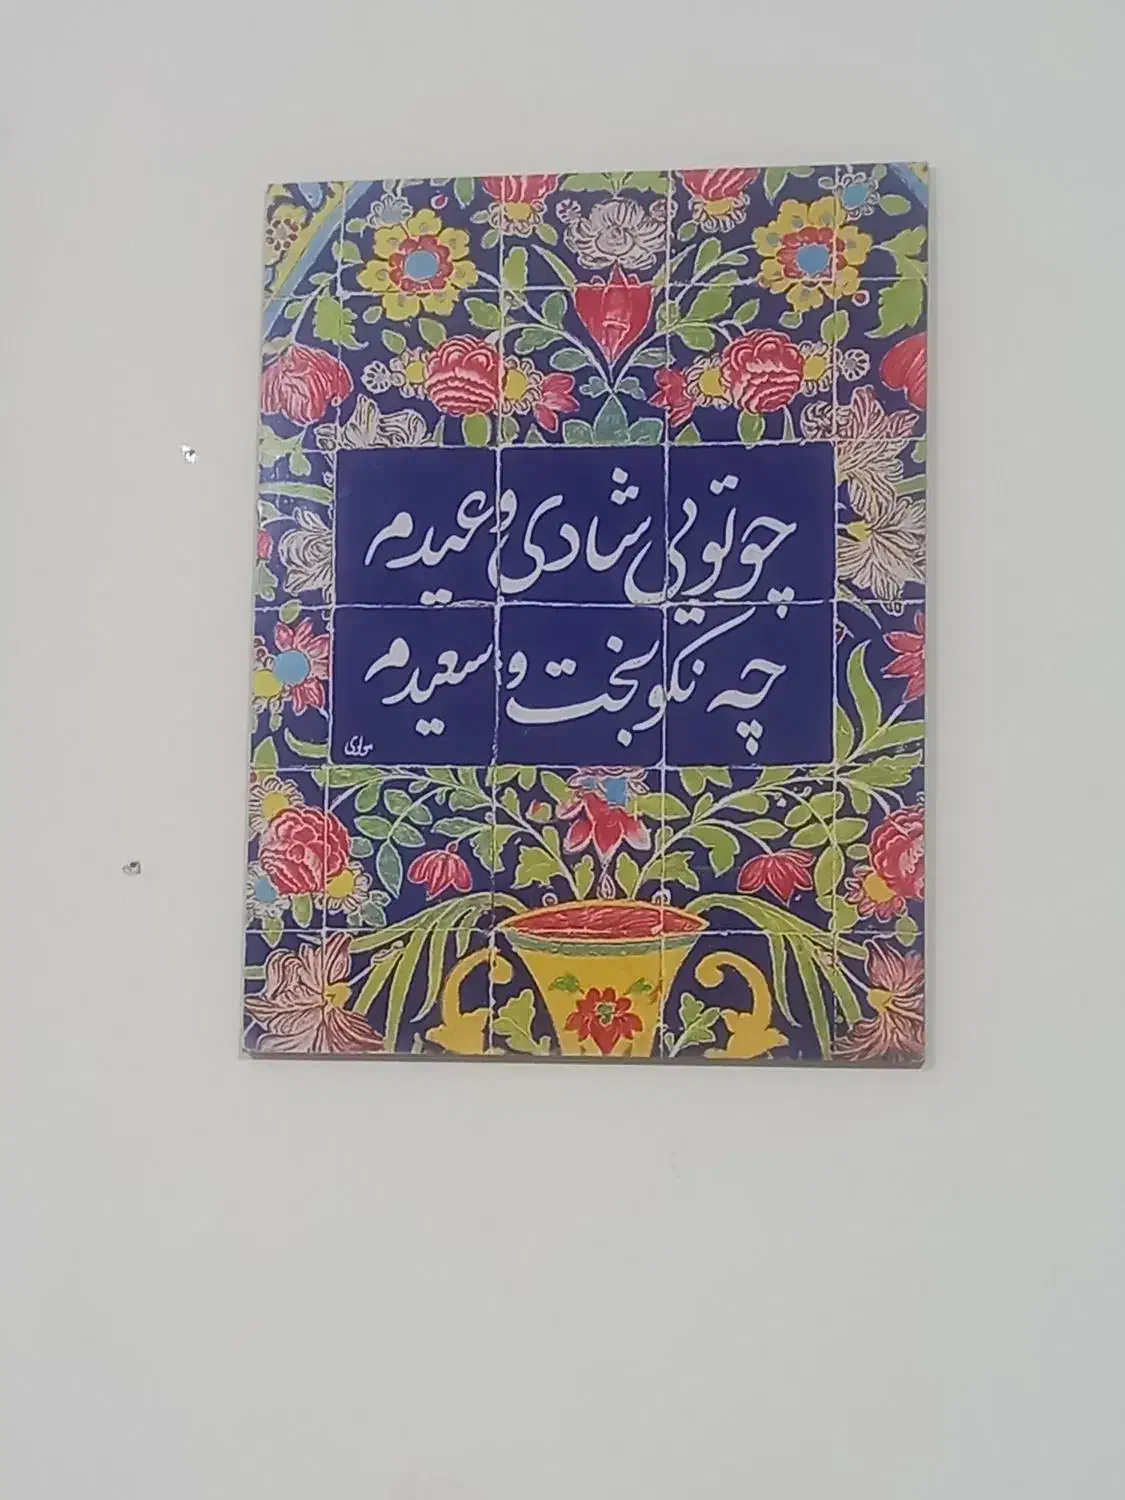 چو تویی شادی و عیدم
چه نکوبخت و سعیدم
مولوی